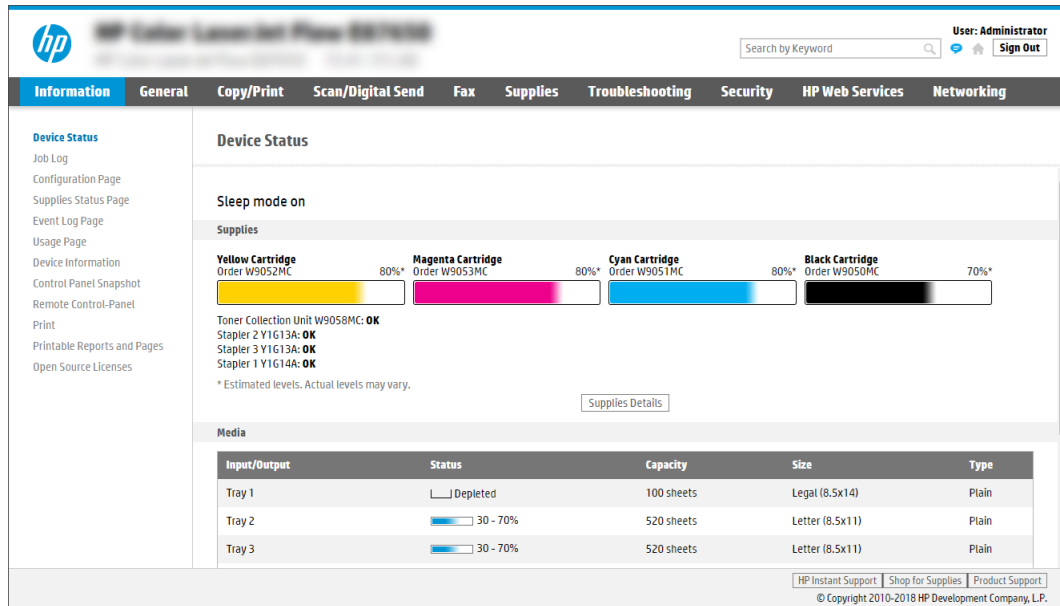 hp
User: Administrator
Search by Keyword
Sign Out
Information General Copy/Print Scan/Digital Send Fax Supplies Troubleshooting Security HP Web Services Networking
Device Status
Job Log
Configuration Page
Supplies Status Page
Event Log Page
Usage Page
Device Information
Control Panel Snapshot
Remote Control-Panel
Print
Printable Reports and Pages
Open Source Licenses
Device Status
Sleep mode on
Supplies
Yellow Cartridge Magenta Cartridge Cyan Cartridge Black Cartridge
Order W9052MC 80%* Order W9053MC 80%* Order W9051MC 80%* Order W9050MC 70%*
Toner Collection Unit W9058MC: OK
Stapler 2 Y1G13A: OK
Stapler 3 Y1G13A: OK
Stapler 1 Y1G14A: OK
* Estimated levels. Actual levels may vary.
Supplies Details
Media
Input/Output Status Capacity Size Type
Tray 1 Depleted 100 sheets Legal (8.5x14) Plain
Tray 2 30 - 70% 520 sheets Letter (8.5x11) Plain
Tray 3 30 - 70% 520 sheets Letter (8.5x11) Plain
HP Instant Support Shop for Supplies Product Support
© Copyright 2010-2018 HP Development Company, L.P.